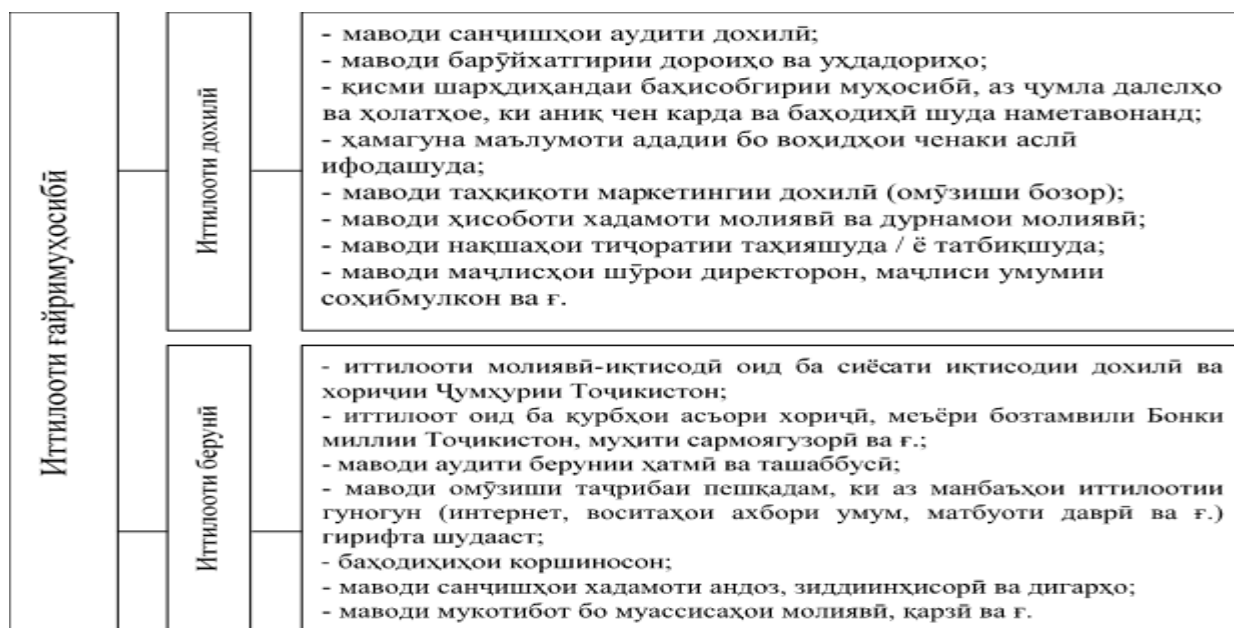 Иттилооти ғайримуҳосибӣ
Иттилооти дохилӣ
- маводи санҷишҳои аудити дохилӣ;
- маводи барӯйхатгирии дороиҳо ва уҳдадориҳо;
- қисми шарҳдиҳандаи баҳисобгирии муҳосибӣ, аз ҷумла далелҳо
ва ҳолатҳое, ки аниқ чен карда ва баҳодиҳӣ шуда наметавонанд;
- ҳамагуна маълумоти ададии бо воҳидҳои ченаки аслӣ
ифодашуда;
- маводи таҳқиқоти маркетингии дохилӣ (омӯзиши бозор);
- маводи ҳисоботи хадамоти молиявӣ ва дурнамои молиявӣ;
- маводи нақшаҳои тиҷоратии таҳияшуда / ё татбиқшуда;
- маводи маҷлисҳои шӯрои директорон, маҷлиси умумии
соҳибмулкон ва ғ.
Иттилооти берунӣ
- иттилооти молиявӣ-иқтисодӣ оид ба сиёсати иқтисодии дохилӣ ва
хориҷии Ҷумҳурии Тоҷикистон;
- иттилоот оид ба қурбҳои асъори хориҷӣ, меъёри бозтамвили Бонки
миллии Тоҷикистон, муҳити сармоягузорӣ ва ғ.;
- маводи аудити берунии ҳатмӣ ва ташаббусӣ;
- маводи омӯзиши таҷрибаи пешқадам, ки аз манбаъҳои иттилоотии
гуногун (интернет, воситаҳои ахбори умум, матбуоти даврӣ ва ғ.)
гирифта шудааст;
- баҳодиҳиҳои коршиносон;
- маводи санҷишҳои хадамоти андоз, зиддиинҳисорӣ ва дигарҳо;
- маводи мукотибот бо муассисаҳои молиявӣ, қарзӣ ва ғ.